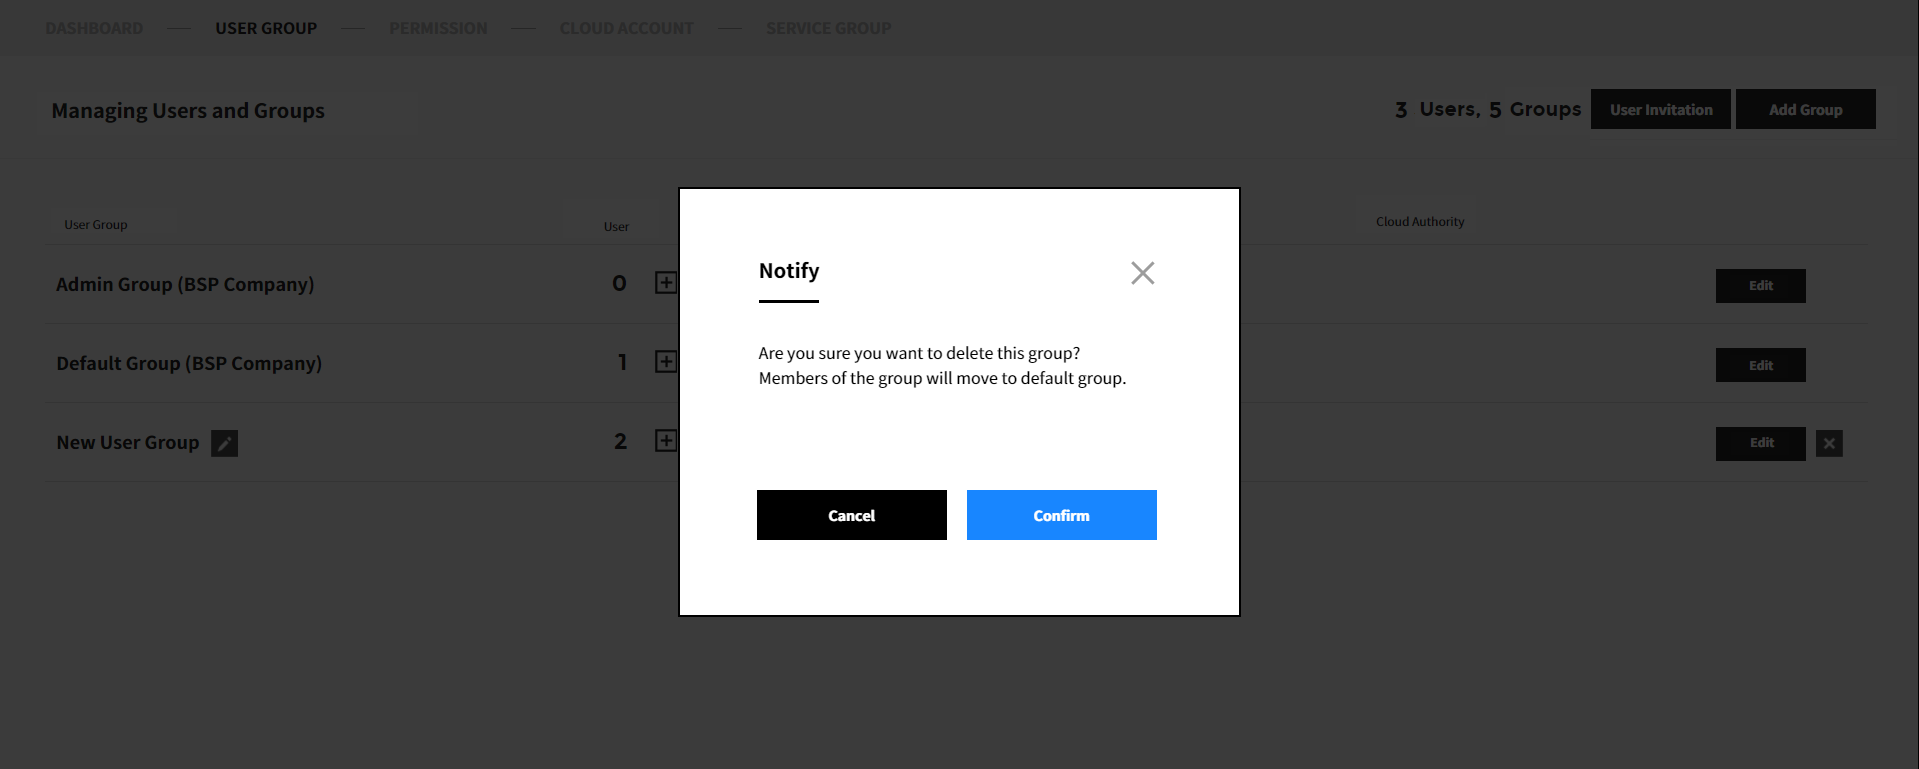 DASHBOARD — USER GROUP — PERMISSION — CLOUD ACCOUNT — SERVICE GROUP
Managing Users and Groups
3 Users, 5 Groups
User Invitation
Add Group
User Group
User
Cloud Authority
Admin Group (BSP Company)
0
Edit
Default Group (BSP Company)
1
Edit
New User Group
2
Edit
Notify
Are you sure you want to delete this group?
Members of the group will move to default group.
Cancel
Confirm